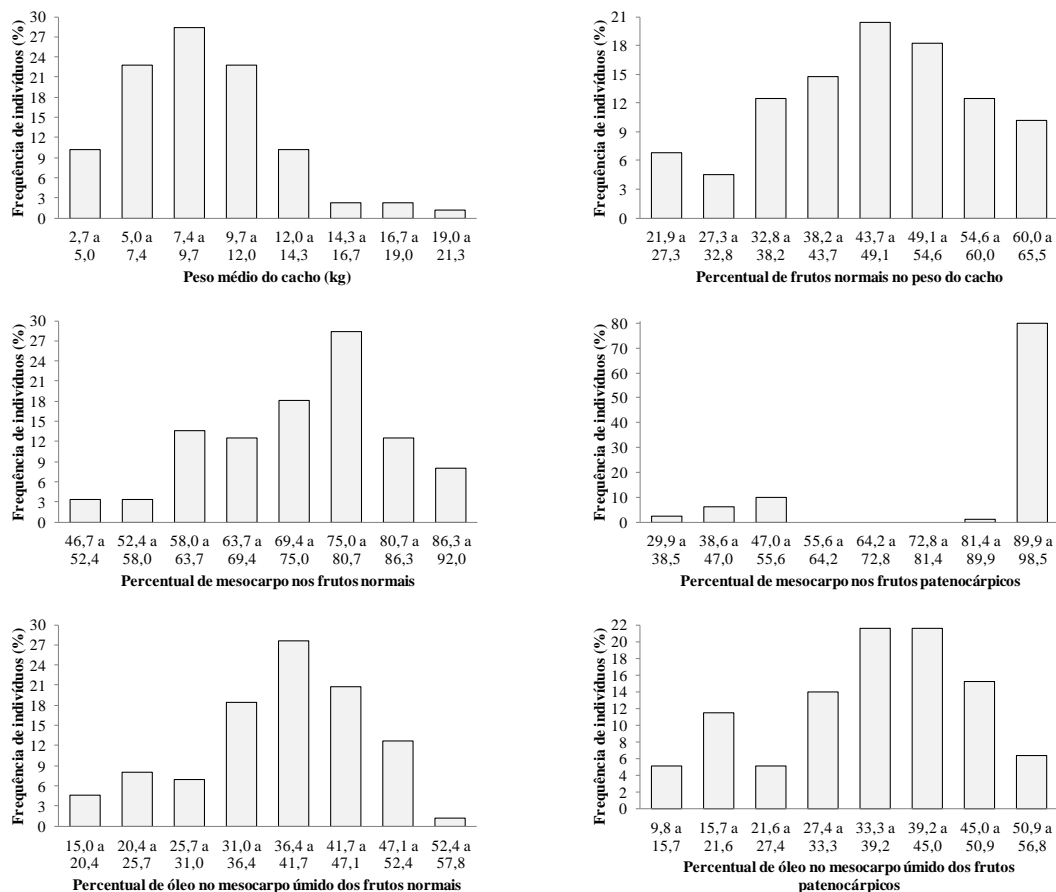 Frequência de indivíduos (%)
30
27
24
21
18
15
12
9
6
3
0
2,7 a 5,0 a 7,4 a 9,7 a 12,0 a 14,3 a 16,7 a 19,0 a
5,0 7,4 9,7 12,0 14,3 16,7 19,0 21,3
Peso médio do cacho (kg)
Frequência de indivíduos (%)
21
18
15
12
9
6
3
0
21,9 a 27,3 a 32,8 a 38,2 a 43,7 a 49,1 a 54,6 a 60,0 a
27,3 32,8 38,2 43,7 49,1 54,6 60,0 65,5
Percentual de frutos normais no peso do cacho
Frequência de indivíduos (%)
30
27
24
21
18
15
12
9
6
3
0
46,7 a 52,4 a 58,0 a 63,7 a 69,4 a 75,0 a 80,7 a 86,3 a
52,4 58,0 63,7 69,4 75,0 80,7 86,3 92,0
Percentual de mesocarpo nos frutos normais
Frequência de indivíduos (%)
80
70
60
50
40
30
20
10
0
29,9 a 38,6 a 47,0 a 55,6 a 64,2 a 72,8 a 81,4 a 89,9 a
38,5 47,0 55,6 64,2 72,8 81,4 89,9 98,5
Percentual de mesocarpo nos frutos patenocárpicos
Frequência de indivíduos (%)
30
27
24
21
18
15
12
9
6
3
0
15,0 a 20,4 a 25,7 a 31,0 a 36,4 a 41,7 a 47,1 a 52,4 a
20,4 25,7 31,0 36,4 41,7 47,1 52,4 57,8
Percentual de óleo no mesocarpo úmido dos frutos normais
Frequência de indivíduos (%)
22
20
18
16
14
12
10
8
6
4
2
0
9,8 a 15,7 a 21,6 a 27,4 a 33,3 a 39,2 a 45,0 a 50,9 a
15,7 21,6 27,4 33,3 39,2 45,0 50,9 56,8
Percentual de óleo no mesocarpo úmido dos frutos
patenocárpicos